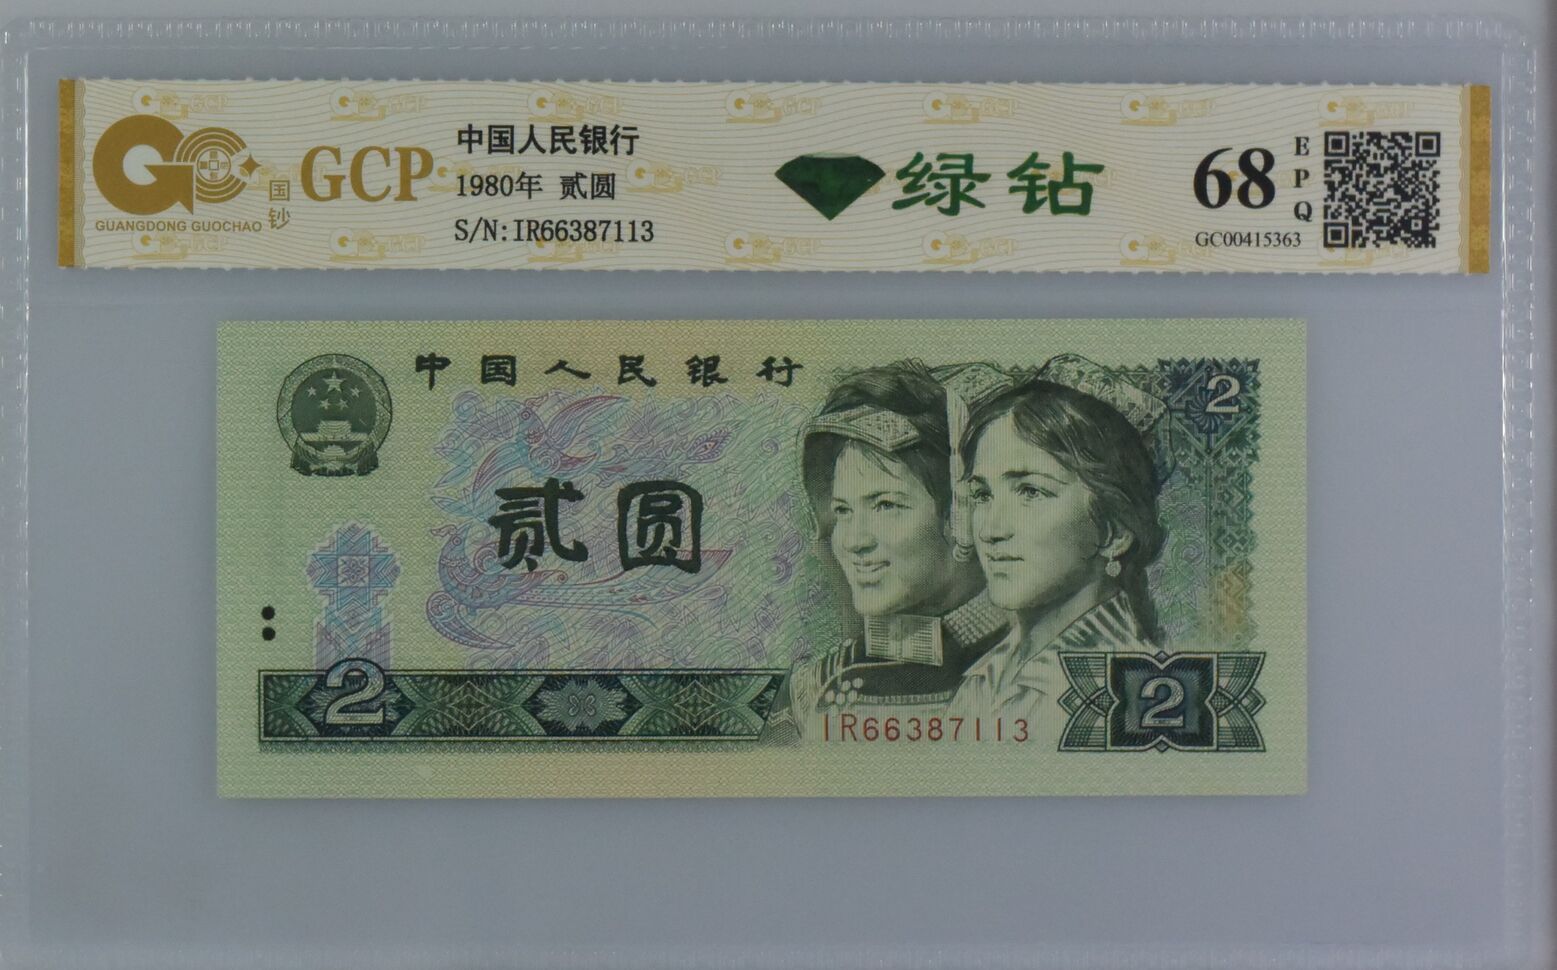 GCP
国钞
GUANGDONG GUOCHAO
中国人民银行
1980年 贰圆
S/N:IR66387113
绿钻
68
EPQ
GC00415363
中国人民银行
2
贰圆
2
2
IR66387113